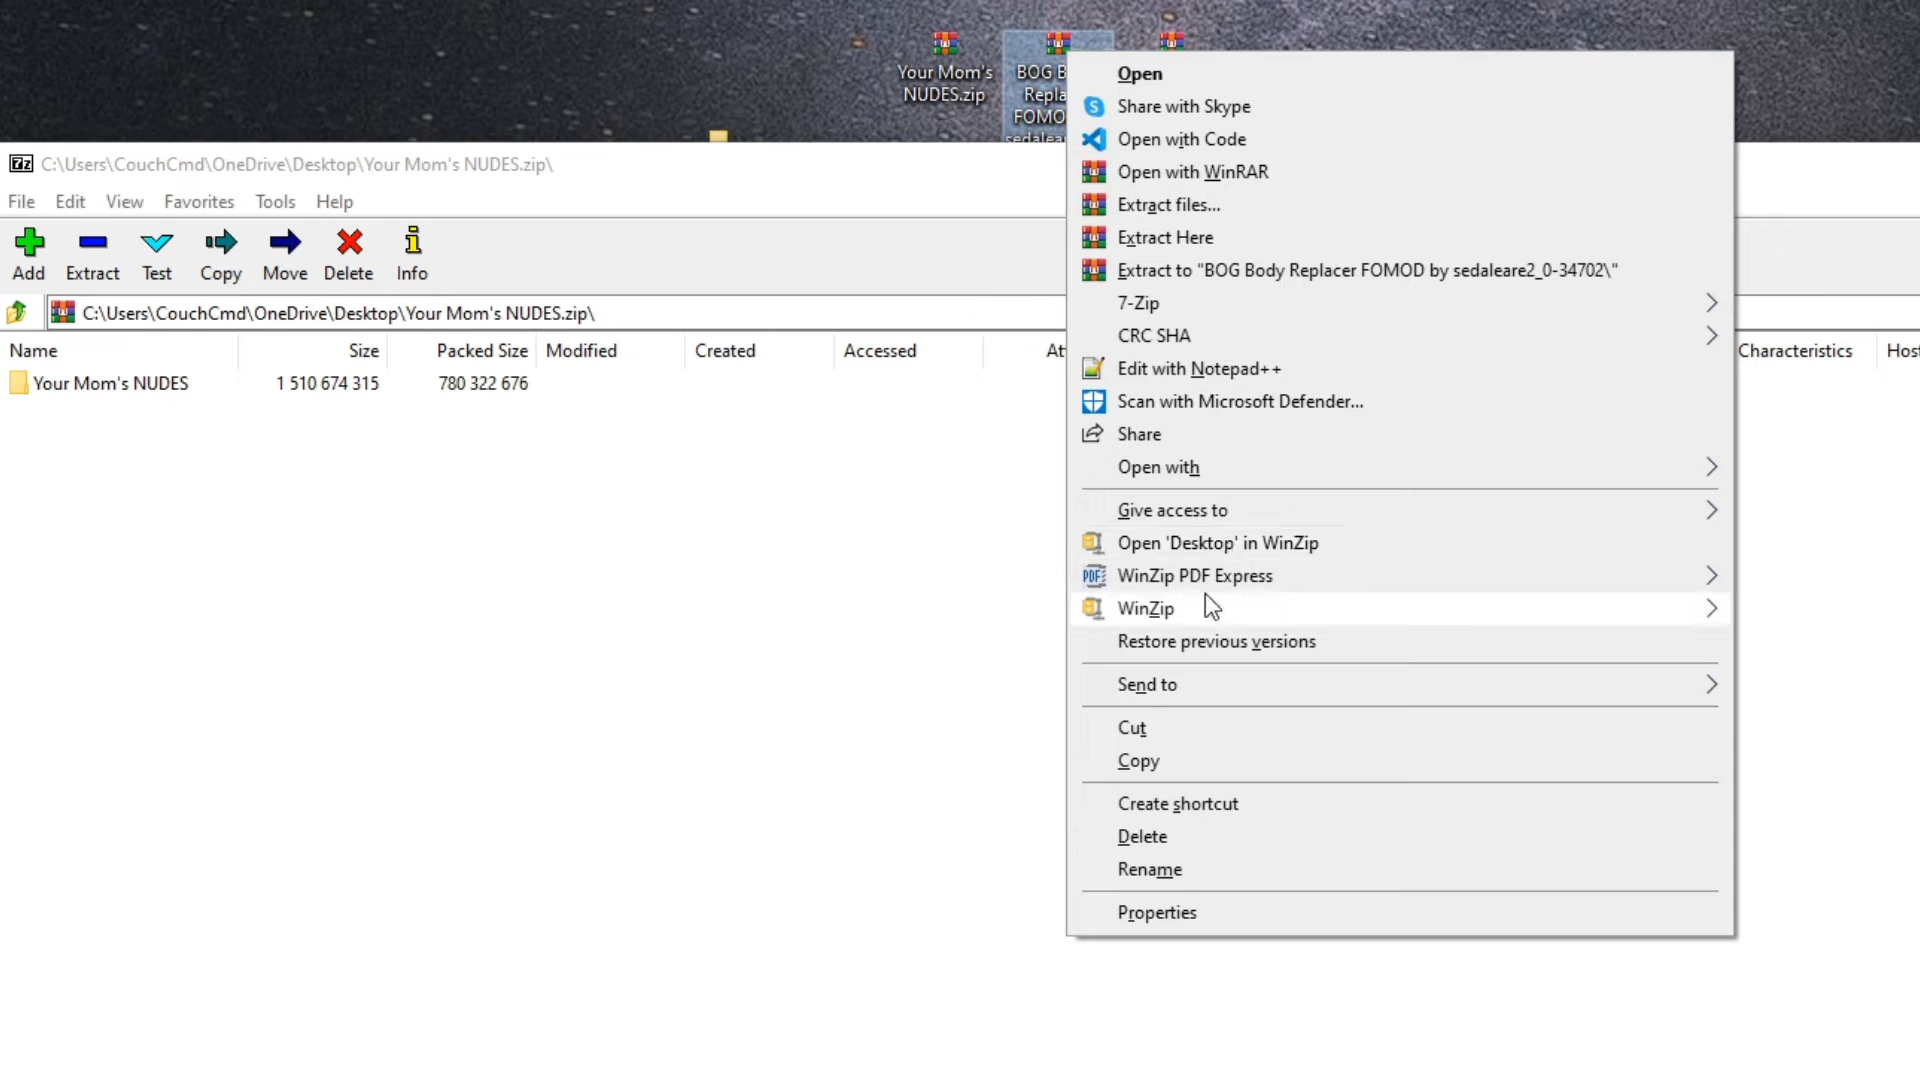 Your Mom's
NUDES.zip
BOG B
Repla
FOMO
sedalear
C:\Users\CouchCmd\OneDrive\Desktop\Your Mom's NUDES.zip\
File Edit View Favorites Tools Help
Add Extract Test Copy Move Delete Info
C:\Users\CouchCmd\OneDrive\Desktop\Your Mom's NUDES.zip\
Name Size Packed Size Modified Created Accessed At Characteristics Host
Your Mom's NUDES 1 510 674 315 780 322 676
Open
Share with Skype
Open with Code
Open with WinRAR
Extract files...
Extract Here
Extract to "BOG Body Replacer FOMOD by sedaleare2_0-34702\"
7-Zip
CRC SHA
Edit with Notepad++
Scan with Microsoft Defender...
Share
Open with
Give access to
Open 'Desktop' in WinZip
PDF WinZip PDF Express
WinZip
Restore previous versions
Send to
Cut
Copy
Create shortcut
Delete
Rename
Properties